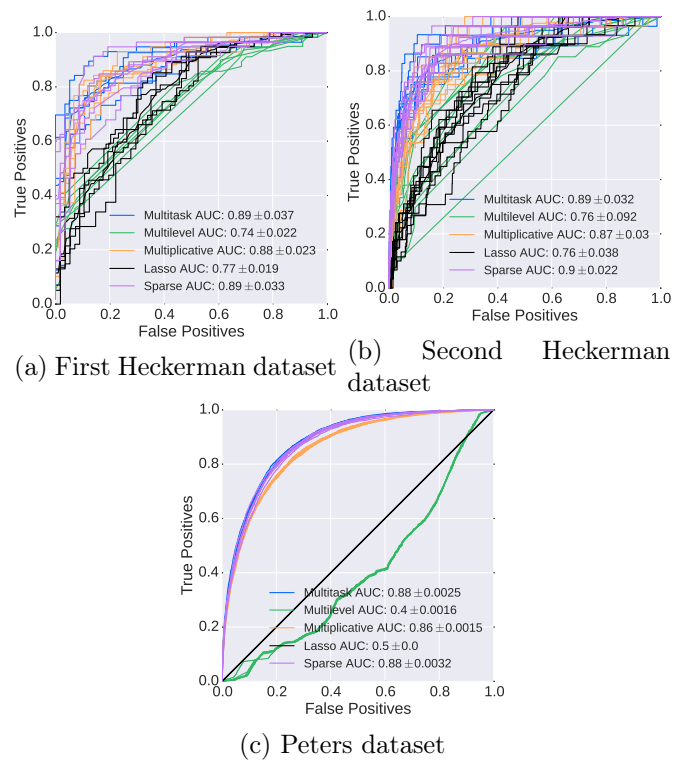 True Positives
1.0
0.8
0.6
0.4
0.2
0.0
Multitask AUC: 0.89±0.037
Multilevel AUC: 0.74±0.022
Multiplicative AUC: 0.88±0.023
Lasso AUC: 0.77±0.019
Sparse AUC: 0.89±0.033
0.0 0.2 0.4 0.6 0.8 1.0
False Positives
(a) First Heckerman dataset
True Positives
1.0
0.8
0.6
0.4
0.2
0.0
Multitask AUC: 0.89±0.032
Multilevel AUC: 0.76±0.092
Multiplicative AUC: 0.87±0.03
Lasso AUC: 0.76±0.038
Sparse AUC: 0.9±0.022
0.0 0.2 0.4 0.6 0.8 1.0
False Positives
(b) Second Heckerman
dataset
True Positives
1.0
0.8
0.6
0.4
0.2
0.0
Multitask AUC: 0.88±0.0025
Multilevel AUC: 0.4±0.0016
Multiplicative AUC: 0.86±0.0015
Lasso AUC: 0.5±0.0
Sparse AUC: 0.88±0.0032
0.0 0.2 0.4 0.6 0.8 1.0
False Positives
(c) Peters dataset